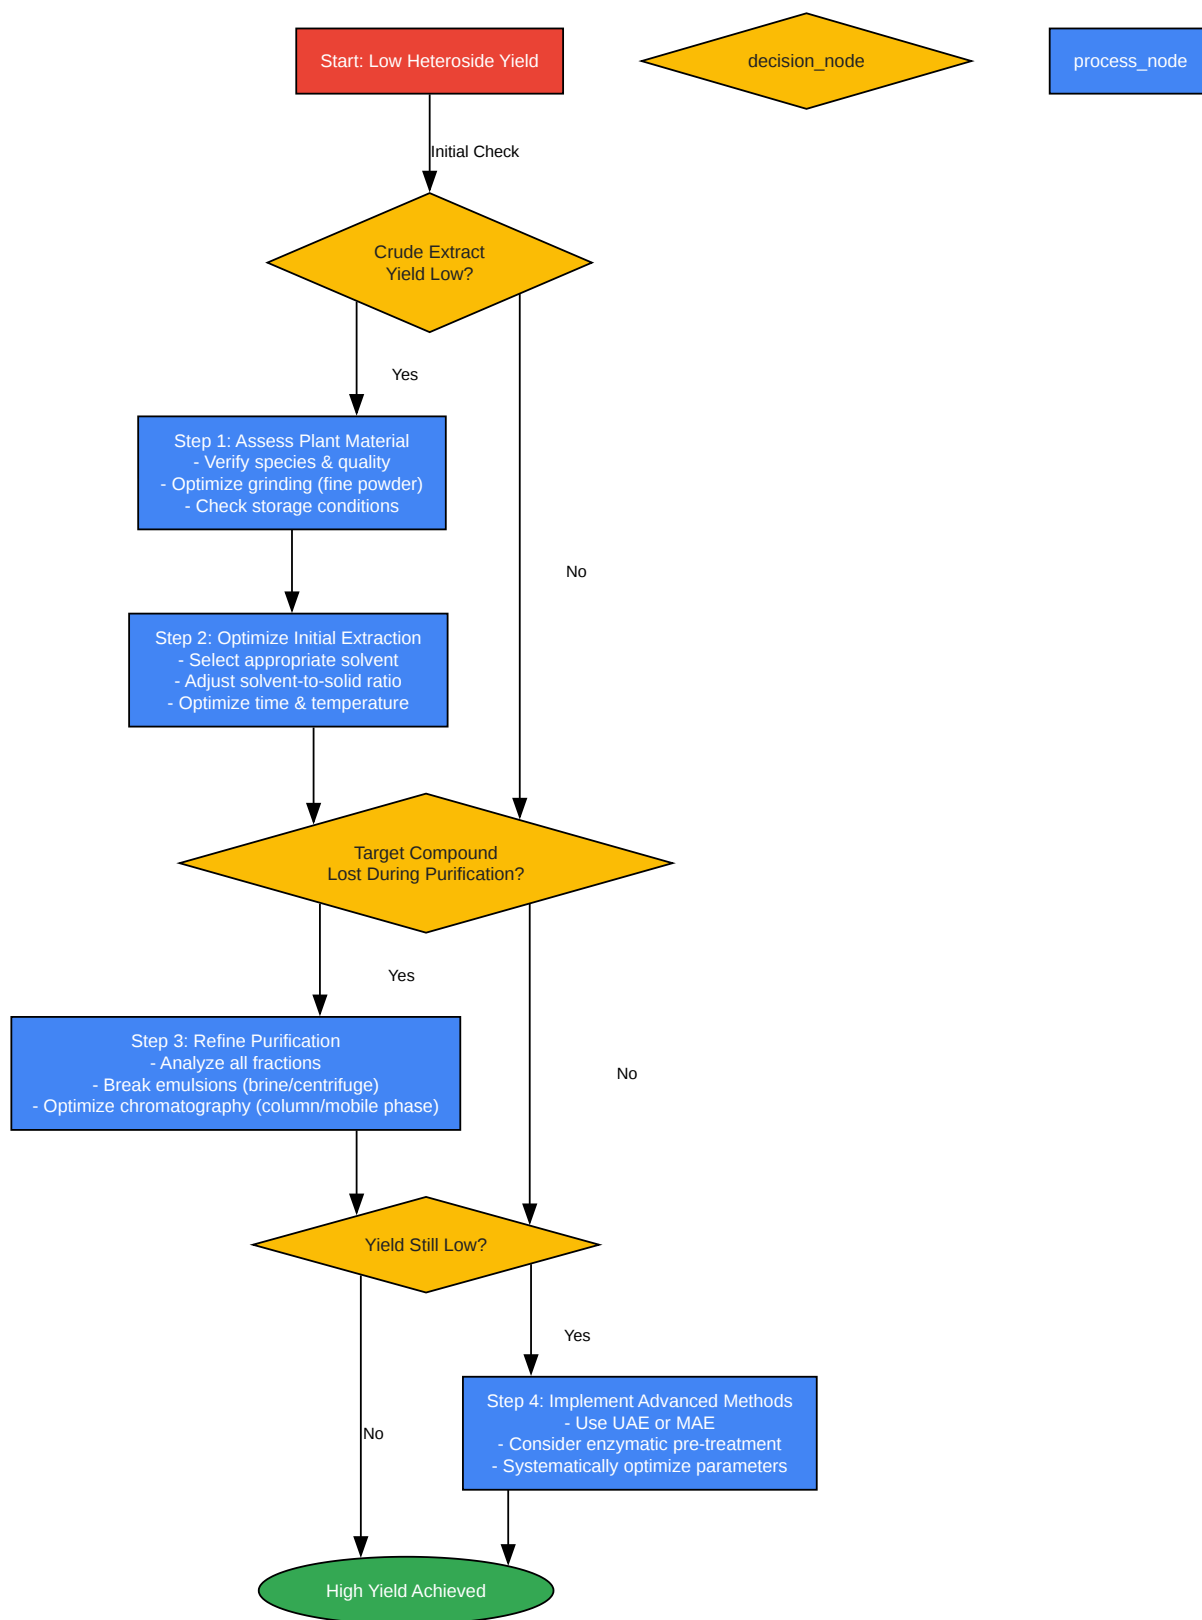 Start: Low Heteroside Yield
decision_node
process_node
Initial Check
Crude Extract
Yield Low?
Yes
Step 1: Assess Plant Material
- Verify species & quality
- Optimize grinding (fine powder)
- Check storage conditions
No
Step 2: Optimize Initial Extraction
- Select appropriate solvent
- Adjust solvent-to-solid ratio
- Optimize time & temperature
Target Compound
Lost During Purification?
Yes
Step 3: Refine Purification
- Analyze all fractions
- Break emulsions (brine/centrifuge)
- Optimize chromatography (column/mobile phase)
No
Yield Still Low?
Yes
Step 4: Implement Advanced Methods
- Use UAE or MAE
- Consider enzymatic pre-treatment
- Systematically optimize parameters
No
High Yield Achieved